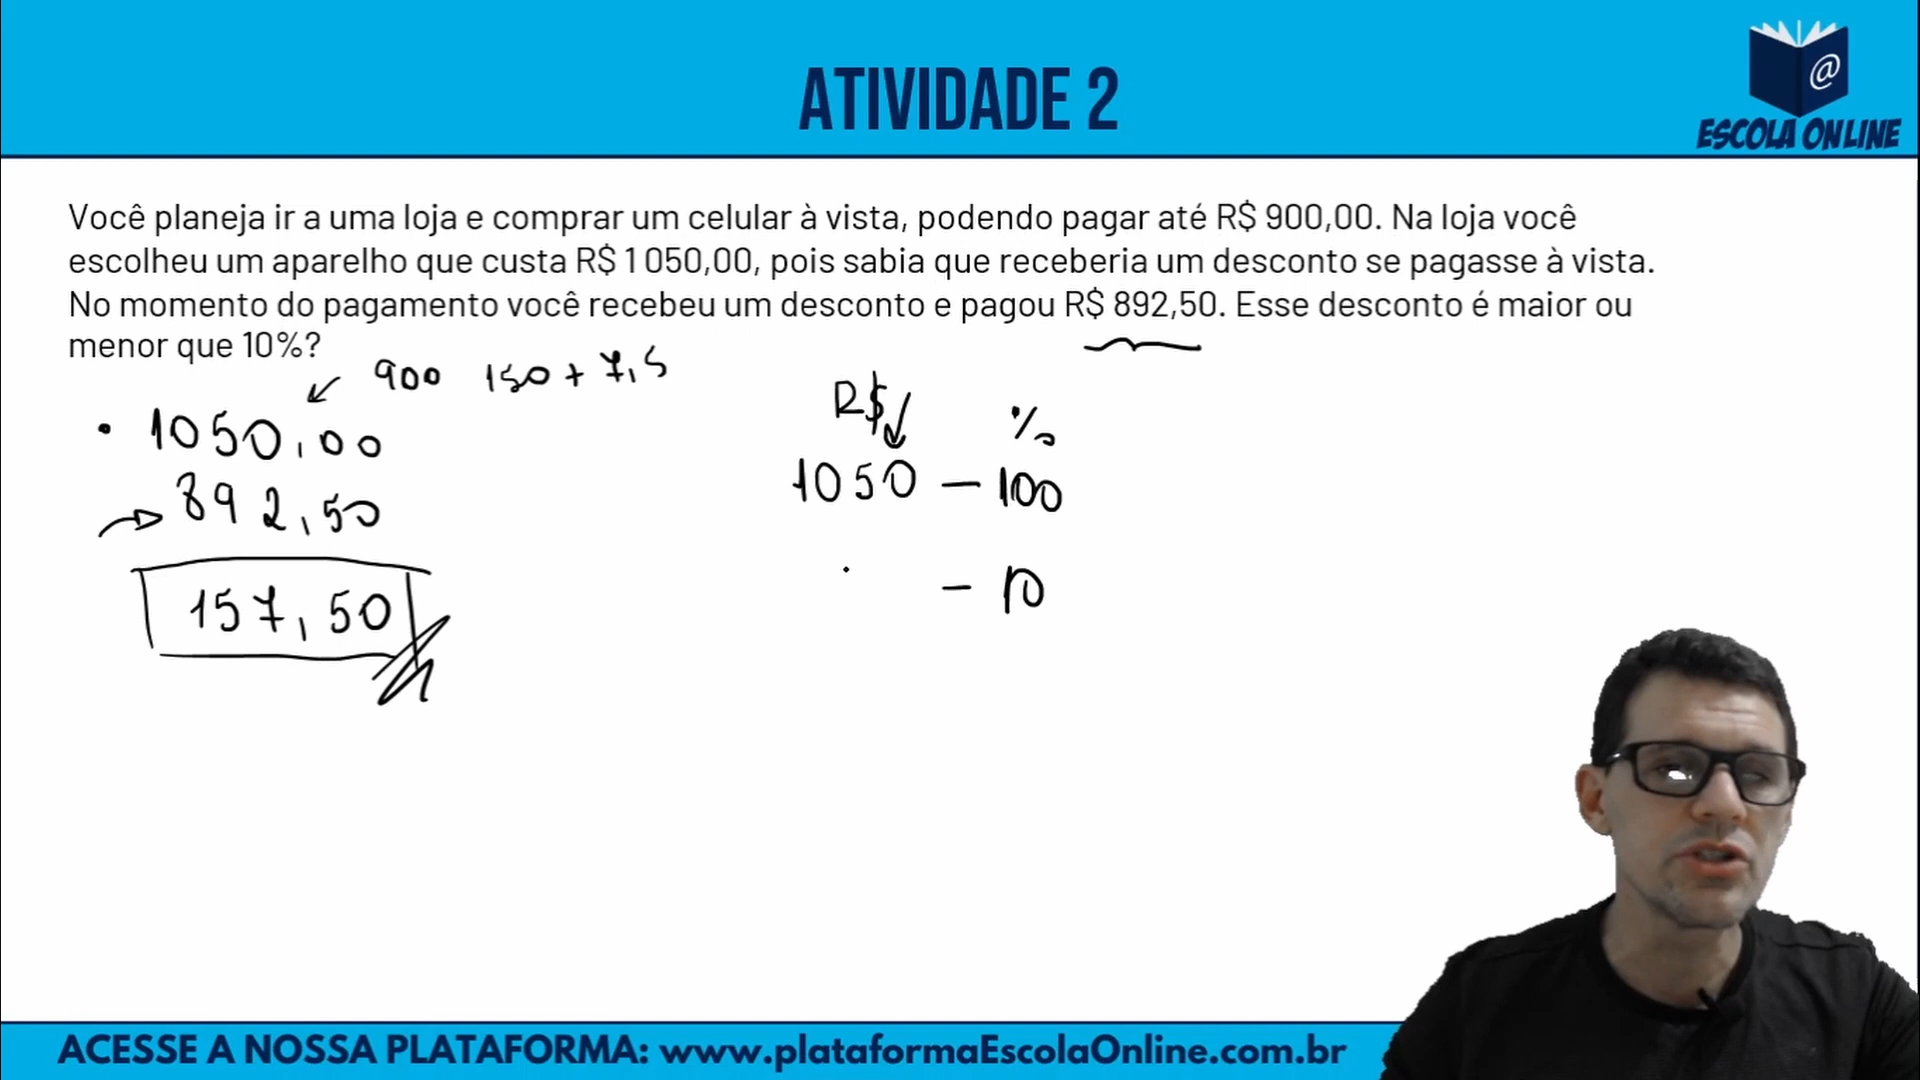 ATIVIDADE 2
@
ESCOLA ONLINE
Você planeja ir a uma loja e comprar um celular à vista, podendo pagar até R$ 900,00. Na loja você
escolheu um aparelho que custa R$ 1 050,00, pois sabia que receberia um desconto se pagasse à vista.
No momento do pagamento você recebeu um desconto e pagou R$ 892,50. Esse desconto é maior ou
menor que 10%?
900 150 + 7,5
1050,00
892,50
157,50
R$ %
1050 — 100
— 10
ACESSE A NOSSA PLATAFORMA: www.plataformaEscolaOnline.com.br